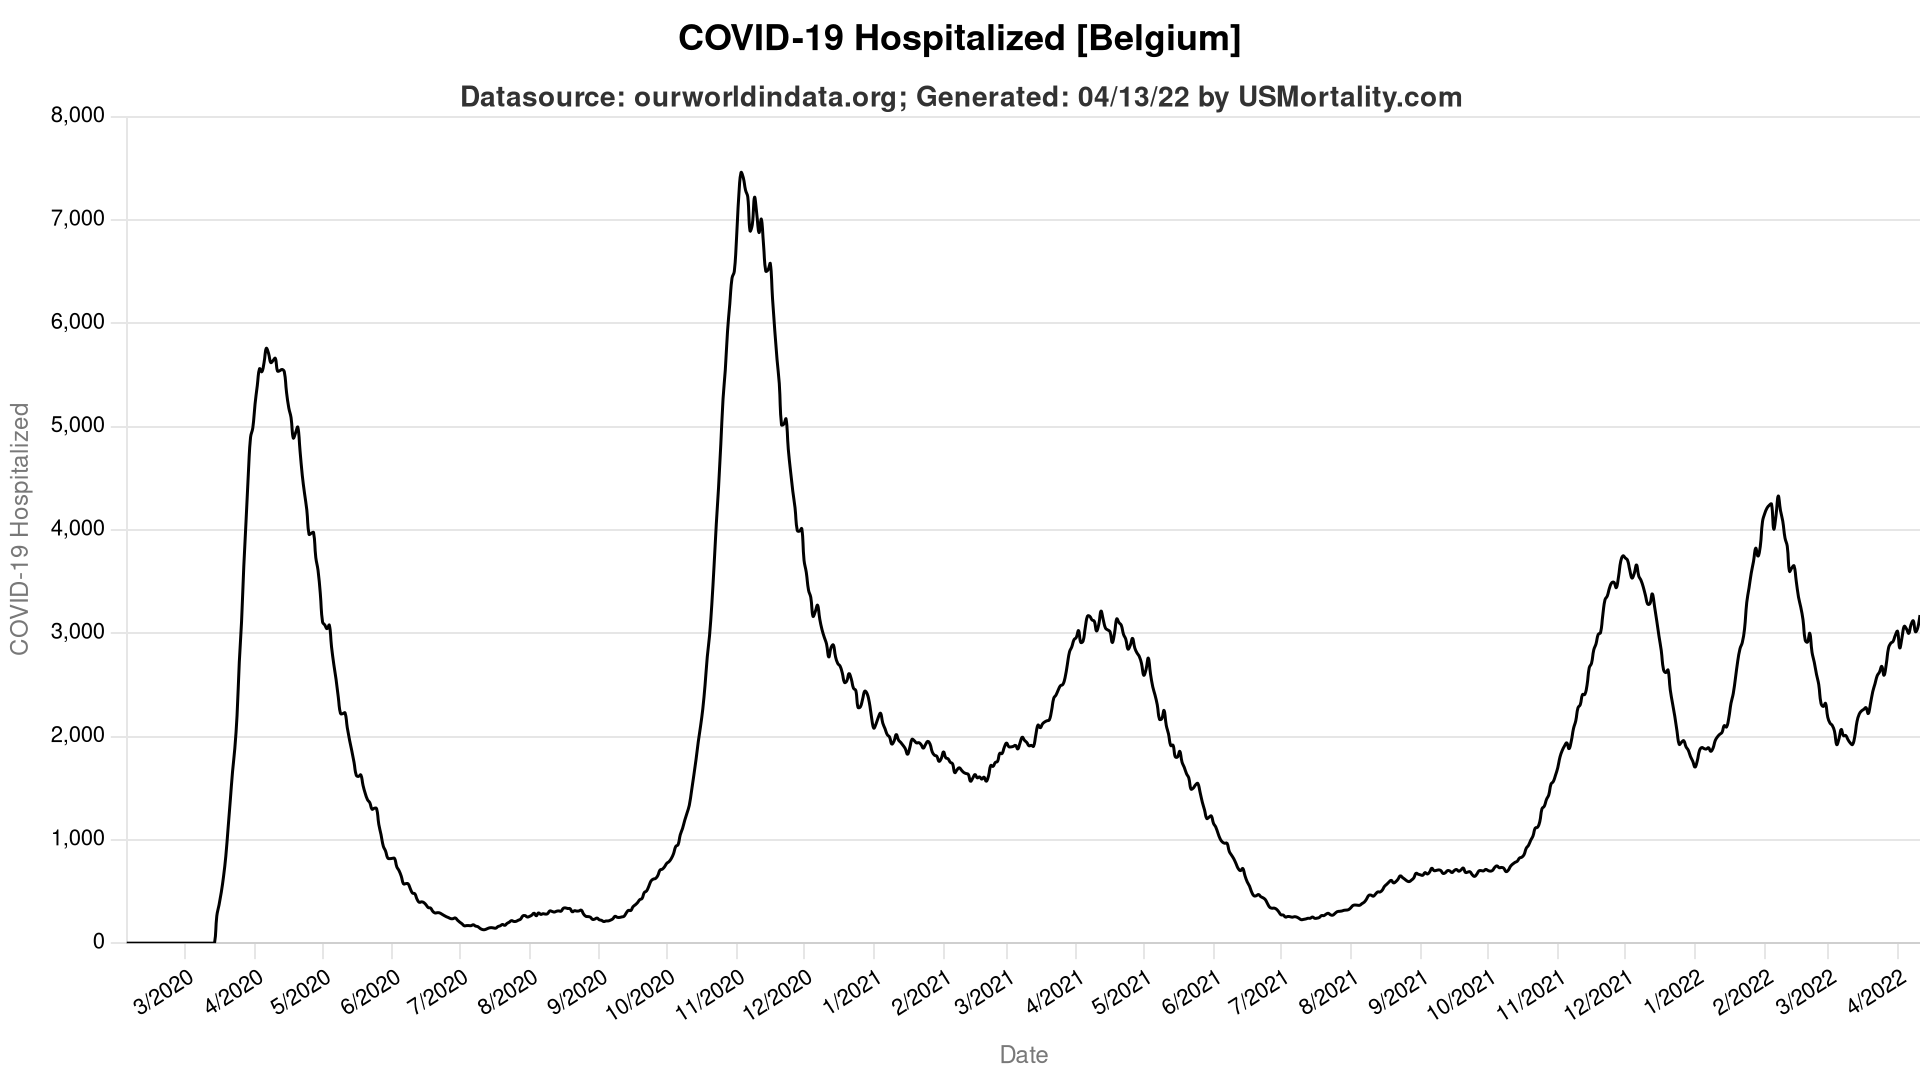 COVID-19 Hospitalized [Belgium]
Datasource: ourworldindata.org; Generated: 04/13/22 by USMortality.com
8,000
7,000
6,000
5,000
4,000
3,000
2,000
1,000
0
COVID-19 Hospitalized
3/2020 4/2020 5/2020 6/2020 7/2020 8/2020 9/2020 10/2020 11/2020 12/2020 1/2021 2/2021 3/2021 4/2021 5/2021 6/2021 7/2021 8/2021 9/2021 10/2021 11/2021 12/2021 1/2022 2/2022 3/2022 4/2022
Date